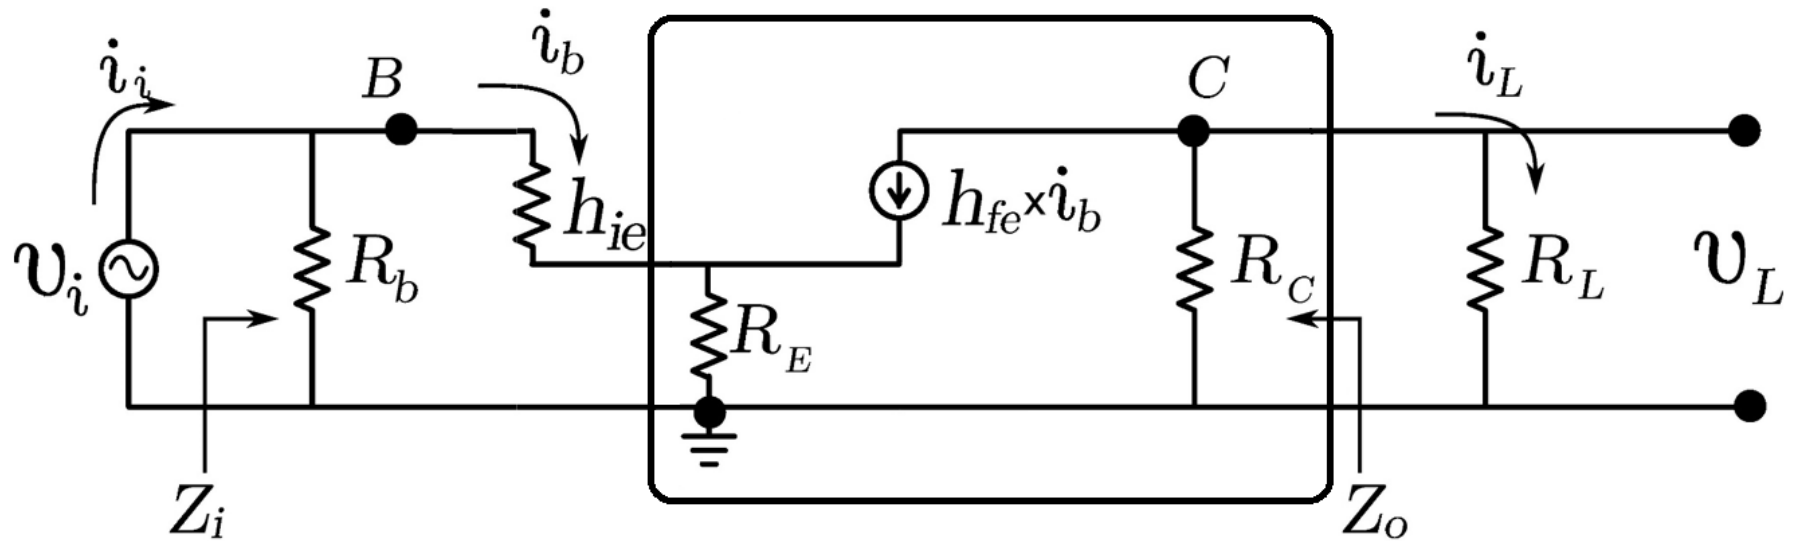 i_i
i_b
B
C
i_L
h_ie
h_fe×i_b
υ_i
R_b
R_E
R_C
R_L
υ_L
Z_i
Z_o